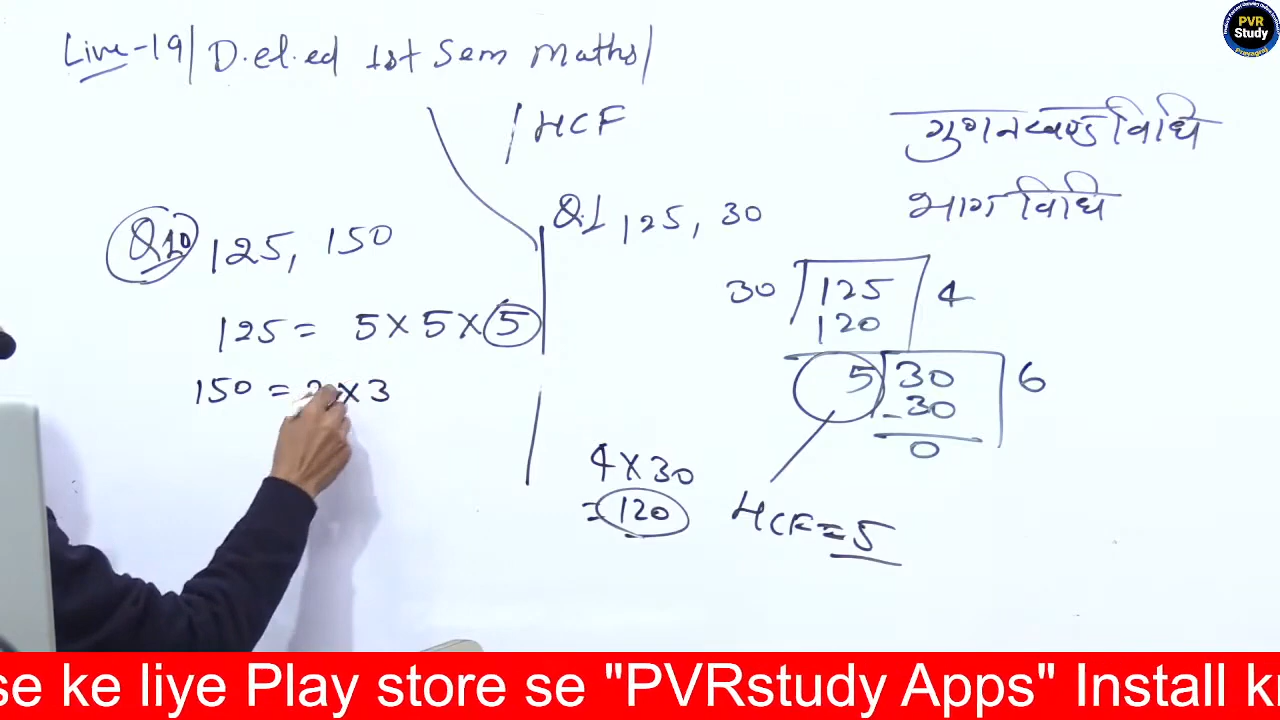 Live-19| D.el.ed 1st Sem Maths|
| HCF
गुणनखण्ड विधि
भाग विधि
Q10 125, 150
125 = 5 × 5 × 5
150 = 2 × 3
Q.1 125, 30
30 125 4
120
5 30 6
-30
0
4 × 30
= 120
HCF = 5
PVR
Study
Prayagraj
se ke liye Play store se "PVRstudy Apps" Install k